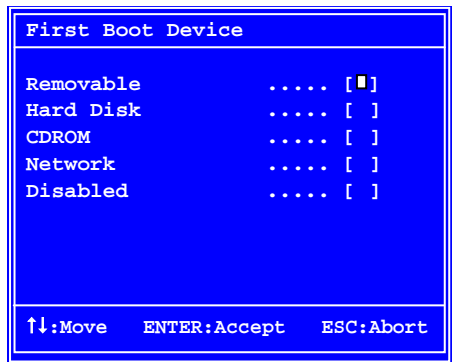 First Boot Device
Removable ..... [ ]
Hard Disk ..... [ ]
CDROM ..... [ ]
Network ..... [ ]
Disabled ..... [ ]
↑↓:Move ENTER:Accept ESC:Abort